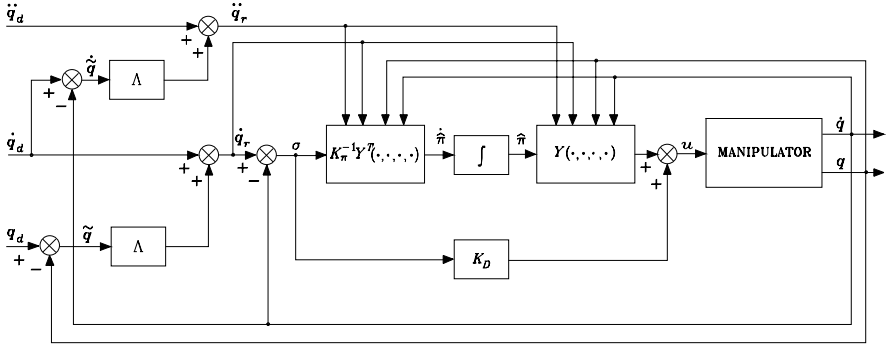 q̈_d
q̈_r
+
+
q̃̇
Λ
+
−
q̇_d
q̇_r
σ
K_π^{-1}Y^T(·,·,·,·)
π̂̇
∫
π̂
Y(·,·,·,·)
u
MANIPULATOR
q̇
q
+
+
+
−
+
+
q_d
q̃
Λ
+
−
K_D